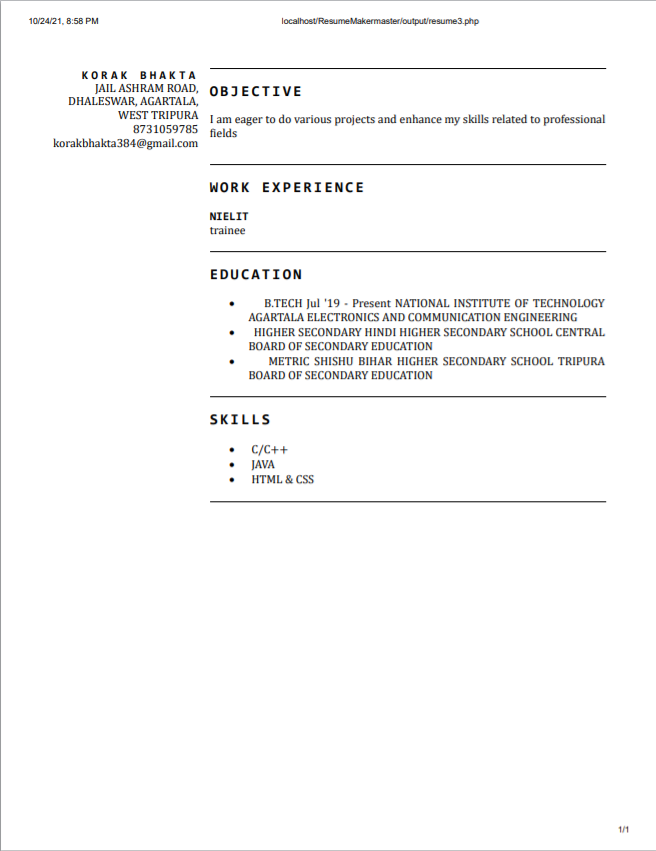 10/24/21, 8:58 PM localhost/ResumeMakermaster/output/resume3.php
KORAK BHAKTA
JAIL ASHRAM ROAD,
DHALESWAR, AGARTALA,
WEST TRIPURA
8731059785
korakbhakta384@gmail.com
OBJECTIVE
I am eager to do various projects and enhance my skills related to professional
fields
WORK EXPERIENCE
NIELIT
trainee
EDUCATION
• B.TECH Jul '19 - Present NATIONAL INSTITUTE OF TECHNOLOGY
AGARTALA ELECTRONICS AND COMMUNICATION ENGINEERING
• HIGHER SECONDARY HINDI HIGHER SECONDARY SCHOOL CENTRAL
BOARD OF SECONDARY EDUCATION
• METRIC SHISHU BIHAR HIGHER SECONDARY SCHOOL TRIPURA
BOARD OF SECONDARY EDUCATION
SKILLS
• C/C++
• JAVA
• HTML & CSS
1/1